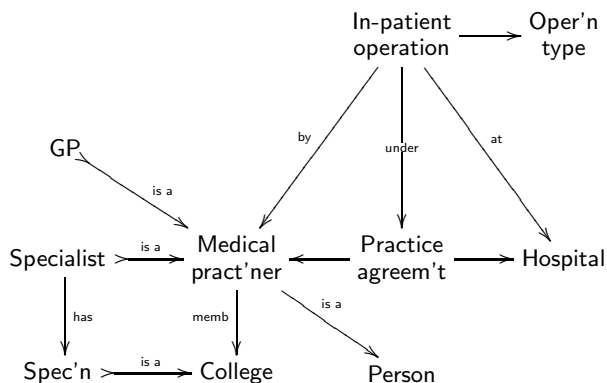 In-patient
operation
Oper'n
type
by
under
at
GP
is a
Specialist
is a
Medical
pract'ner
Practice
agreem't
Hospital
has
memb
is a
Spec'n
is a
College
Person